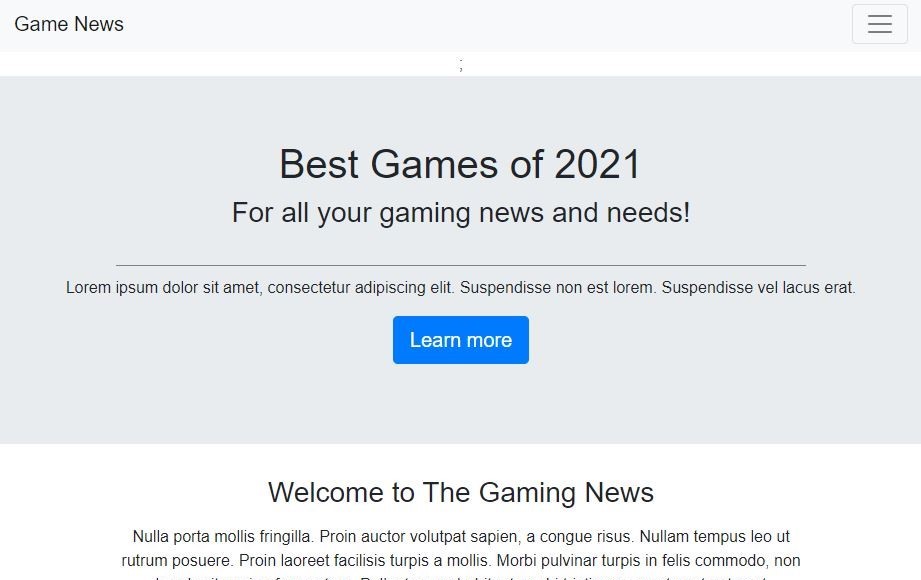 Game News
;
Best Games of 2021
For all your gaming news and needs!
Lorem ipsum dolor sit amet, consectetur adipiscing elit. Suspendisse non est lorem. Suspendisse vel lacus erat.
Learn more
Welcome to The Gaming News
Nulla porta mollis fringilla. Proin auctor volutpat sapien, a congue risus. Nullam tempus leo ut
rutrum posuere. Proin laoreet facilisis turpis a mollis. Morbi pulvinar turpis in felis commodo, non